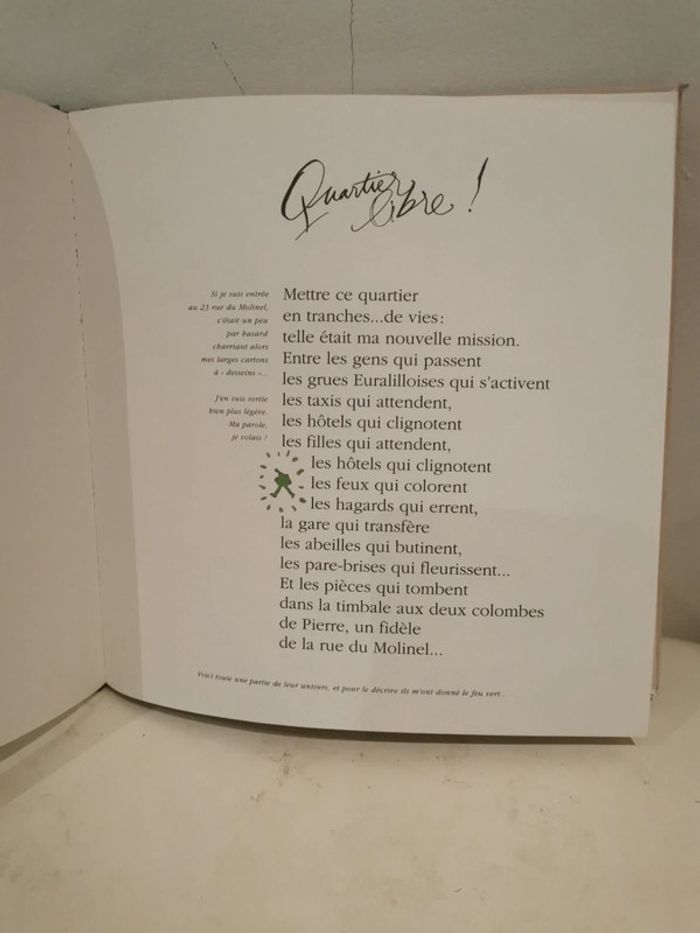 Quartier
libre !
Si je suis entrée
au 23 rue du Molinel,
c'était un peu
par hasard
charriant alors
mes larges cartons
à « desseins »...
J'en suis sortie
bien plus légère.
Ma parole,
je volais !
Mettre ce quartier
en tranches...de vies:
telle était ma nouvelle mission.
Entre les gens qui passent
les grues Euralilloises qui s'activent
les taxis qui attendent,
les hôtels qui clignotent
les filles qui attendent,
les hôtels qui clignotent
les feux qui colorent
les hagards qui errent,
la gare qui transfère
les abeilles qui butinent,
les pare-brises qui fleurissent...
Et les pièces qui tombent
dans la timbale aux deux colombes
de Pierre, un fidèle
de la rue du Molinel...
Voici toute une partie de leur univers, et pour le décrire ils m'ont donné le feu vert...